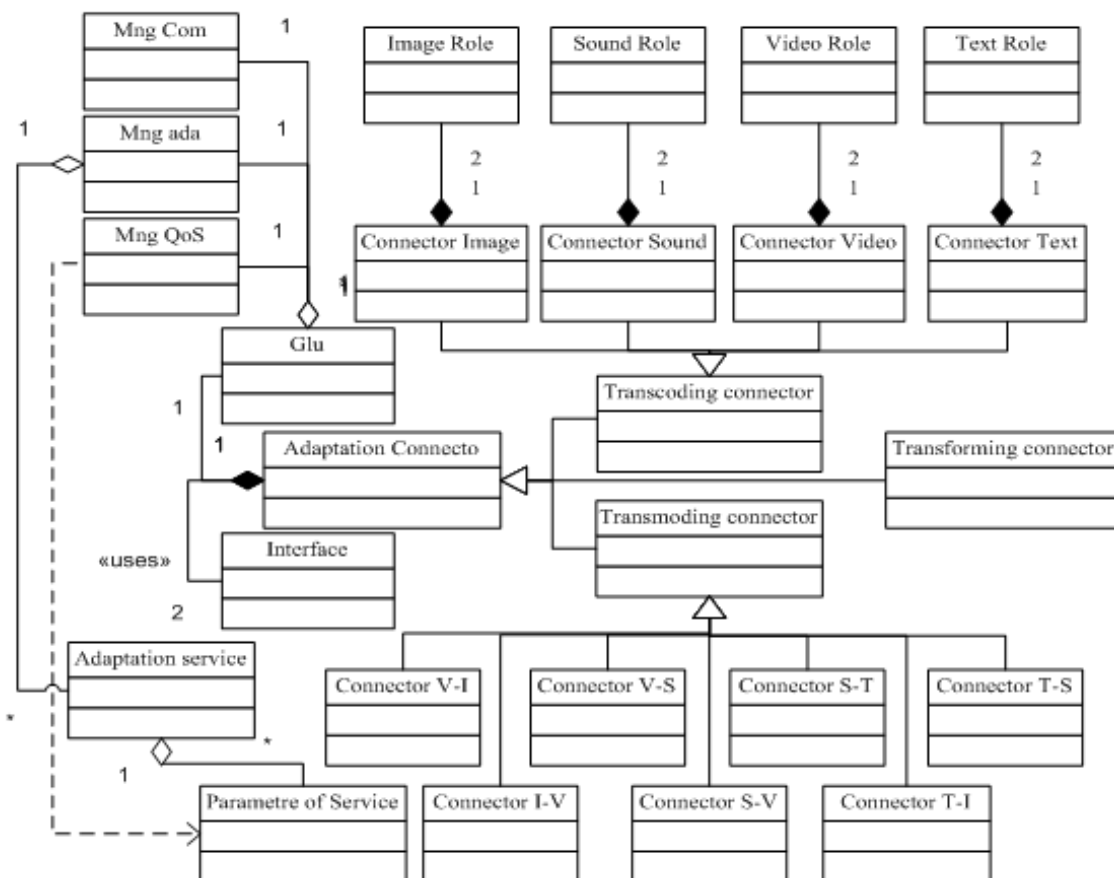 Mng Com
1
Image Role
Sound Role
Video Role
Text Role
1
Mng ada
1
2
2
2
2
1
1
1
1
Mng QoS
1
Connector Image
Connector Sound
Connector Video
Connector Text
1
Glu
Transcoding connector
1
1
Adaptation Connecto
Transforming connector
Transmoding connector
«uses»
Interface
2
Adaptation service
Connector V-I
Connector V-S
Connector S-T
Connector T-S
*
*
1
Parametre of Service
Connector I-V
Connector S-V
Connector T-I